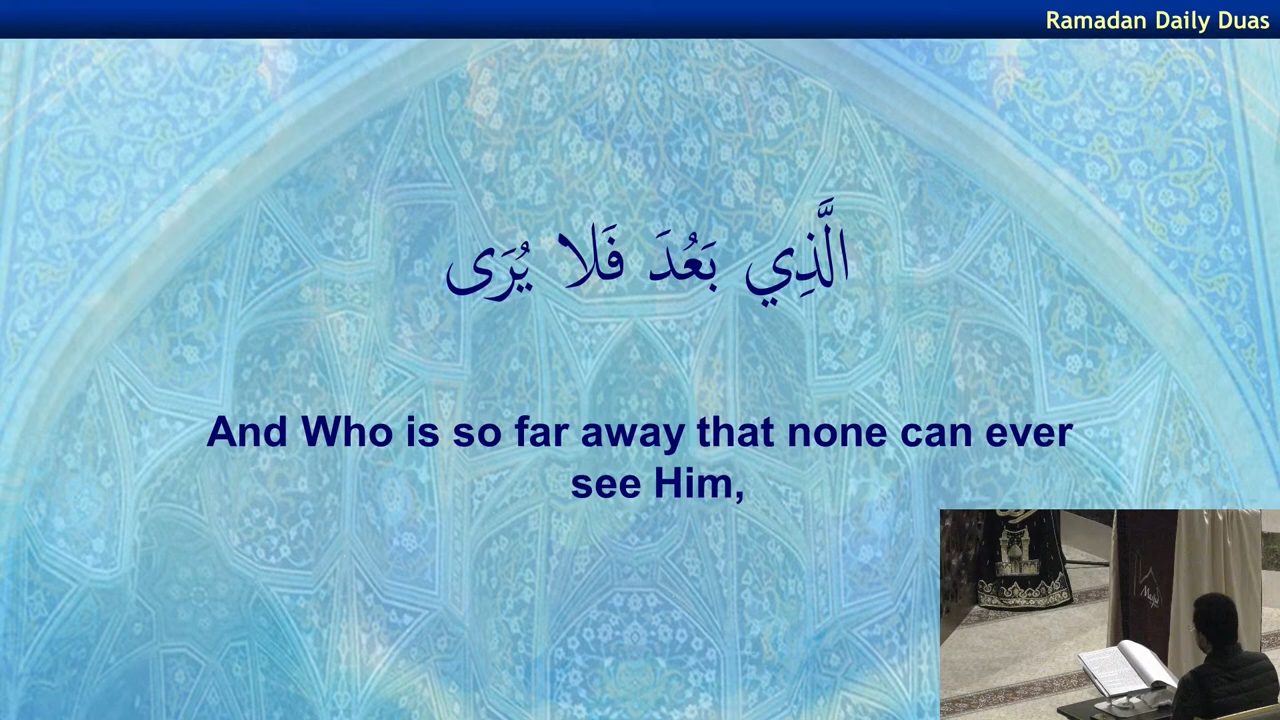 Ramadan Daily Duas
الَّذِي بَعُدَ فَلا يُرَى
And Who is so far away that none can ever
see Him,